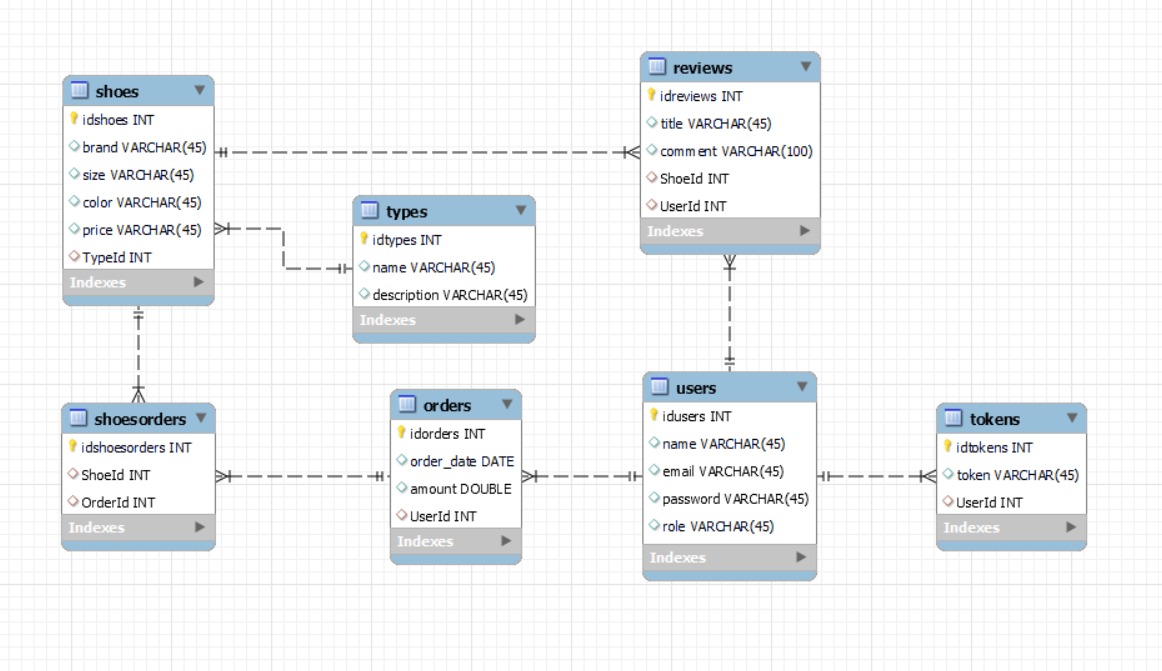 shoes
idshoes INT
brand VARCHAR(45)
size VARCHAR(45)
color VARCHAR(45)
price VARCHAR(45)
TypeId INT
Indexes
types
idtypes INT
name VARCHAR(45)
description VARCHAR(45)
Indexes
reviews
idreviews INT
title VARCHAR(45)
comment VARCHAR(100)
ShoeId INT
UserId INT
Indexes
shoesorders
idshoesorders INT
ShoeId INT
OrderId INT
Indexes
orders
idorders INT
order_date DATE
amount DOUBLE
UserId INT
Indexes
users
idusers INT
name VARCHAR(45)
email VARCHAR(45)
password VARCHAR(45)
role VARCHAR(45)
Indexes
tokens
idtokens INT
token VARCHAR(45)
UserId INT
Indexes